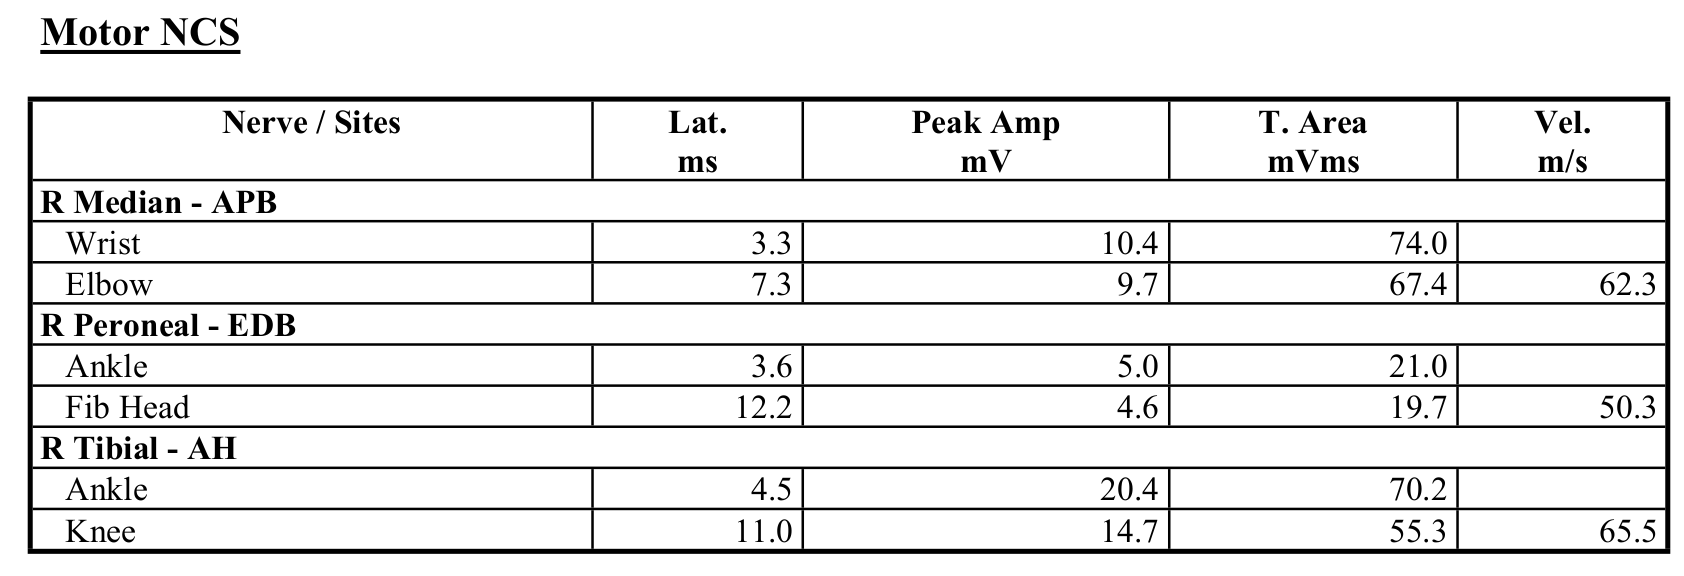 Motor NCS
Nerve / Sites Lat. Peak Amp T. Area Vel.
ms mV mVms m/s
R Median - APB
Wrist 3.3 10.4 74.0
Elbow 7.3 9.7 67.4 62.3
R Peroneal - EDB
Ankle 3.6 5.0 21.0
Fib Head 12.2 4.6 19.7 50.3
R Tibial - AH
Ankle 4.5 20.4 70.2
Knee 11.0 14.7 55.3 65.5